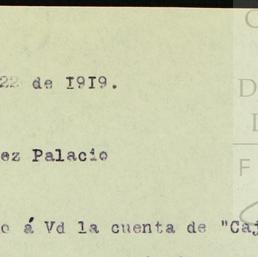 22 de 1919.
ez Palacio
o á Vd la cuenta de "Caj